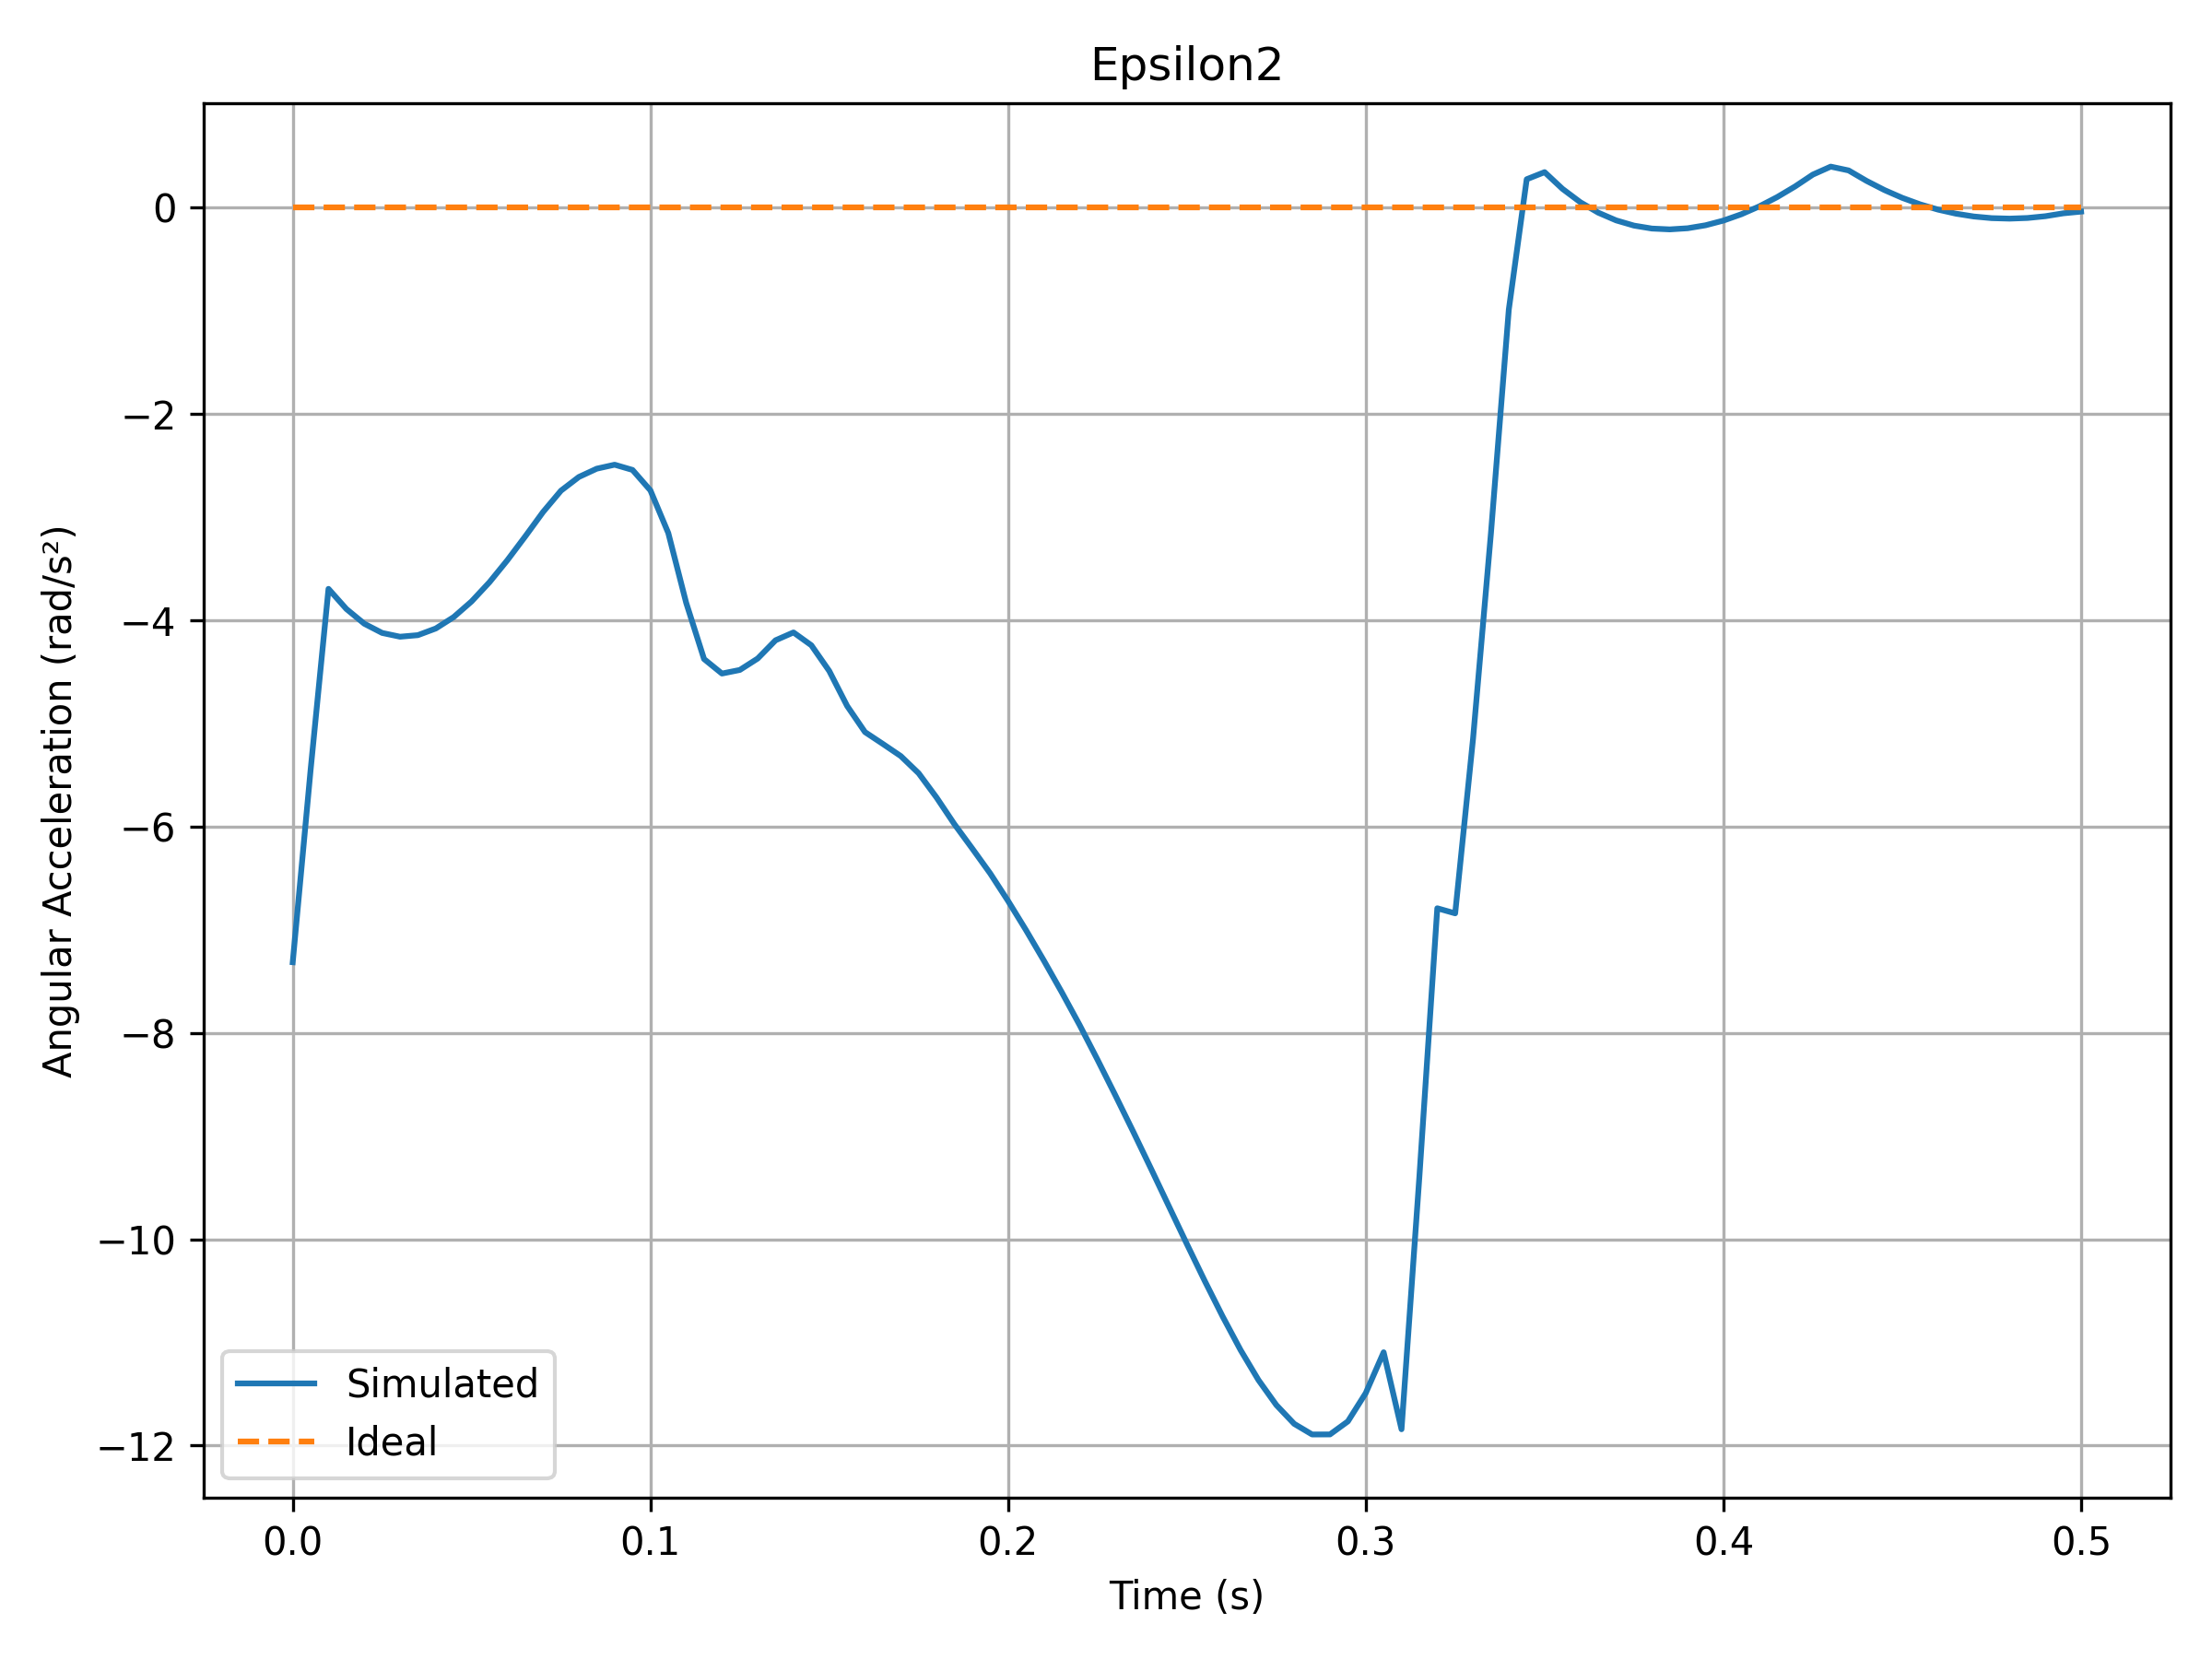 Epsilon2
Angular Acceleration (rad/s²)
0
−2
−4
−6
−8
−10
−12
Simulated
Ideal
0.0 0.1 0.2 0.3 0.4 0.5
Time (s)